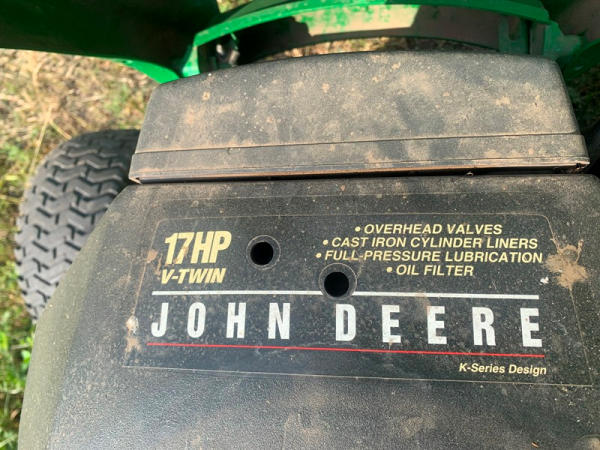 17HP
V-TWIN
• OVERHEAD VALVES
• CAST IRON CYLINDER LINERS
• FULL-PRESSURE LUBRICATION
• OIL FILTER
JOHN DEERE
K-Series Design